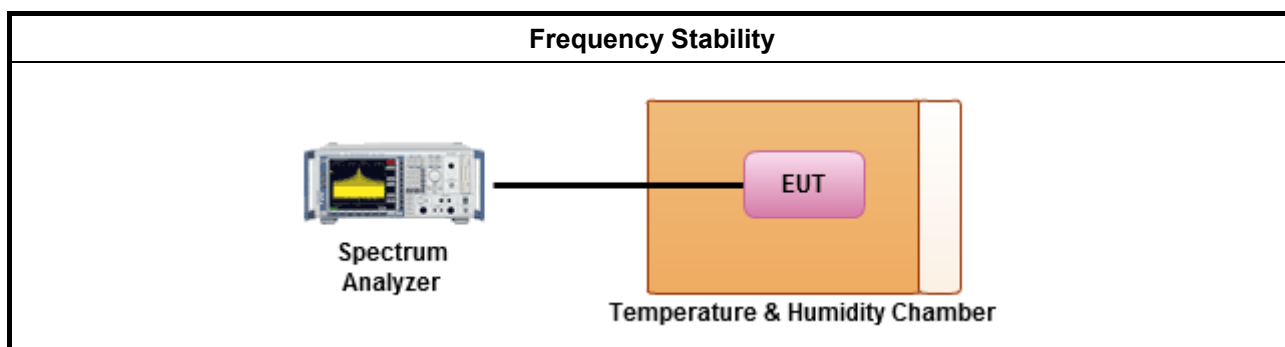 Frequency Stability
EUT
Spectrum
Analyzer
Temperature & Humidity Chamber